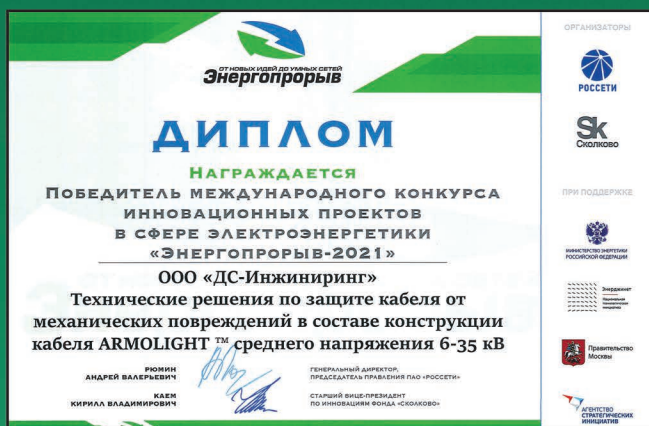 ОТ НОВЫХ ИДЕЙ ДО УМНЫХ СЕТЕЙ
Энергопрорыв
ДИПЛОМ
НАГРАЖДАЕТСЯ
ПОБЕДИТЕЛЬ МЕЖДУНАРОДНОГО КОНКУРСА
ИННОВАЦИОННЫХ ПРОЕКТОВ
В СФЕРЕ ЭЛЕКТРОЭНЕРГЕТИКИ
«ЭНЕРГОПРОРЫВ-2021»
ООО «ДС-Инжиниринг»
Технические решения по защите кабеля от
механических повреждений в составе конструкции
кабеля ARMOLIGHT ™ среднего напряжения 6-35 кВ
РЮМИН
АНДРЕЙ ВАЛЕРЬЕВИЧ
ГЕНЕРАЛЬНЫЙ ДИРЕКТОР,
ПРЕДСЕДАТЕЛЬ ПРАВЛЕНИЯ ПАО «РОССЕТИ»
КАЕМ
КИРИЛЛ ВЛАДИМИРОВИЧ
СТАРШИЙ ВИЦЕ-ПРЕЗИДЕНТ
ПО ИННОВАЦИЯМ ФОНДА «СКОЛКОВО»
ОРГАНИЗАТОРЫ
РОССЕТИ
Sk
Сколково
ПРИ ПОДДЕРЖКЕ
МИНИСТЕРСТВО ЭНЕРГЕТИКИ
РОССИЙСКОЙ ФЕДЕРАЦИИ
Энерджинет
Национальная
технологическая
инициатива
Правительство
Москвы
АГЕНТСТВО
СТРАТЕГИЧЕСКИХ
ИНИЦИАТИВ